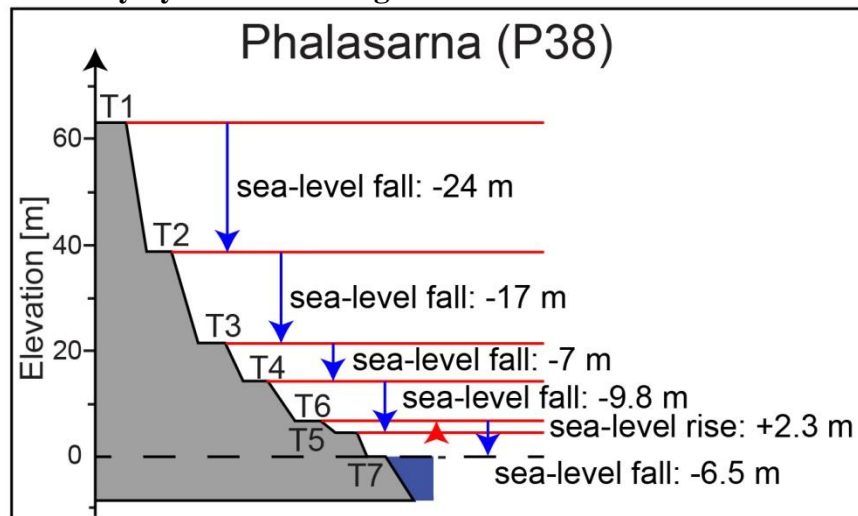 Phalasarna (P38)
T1
60
sea-level fall: -24 m
T2
40
sea-level fall: -17 m
Elevation [m]
T3
20
sea-level fall: -7 m
T4
sea-level fall: -9.8 m
T6
sea-level rise: +2.3 m
T5
0
T7
sea-level fall: -6.5 m